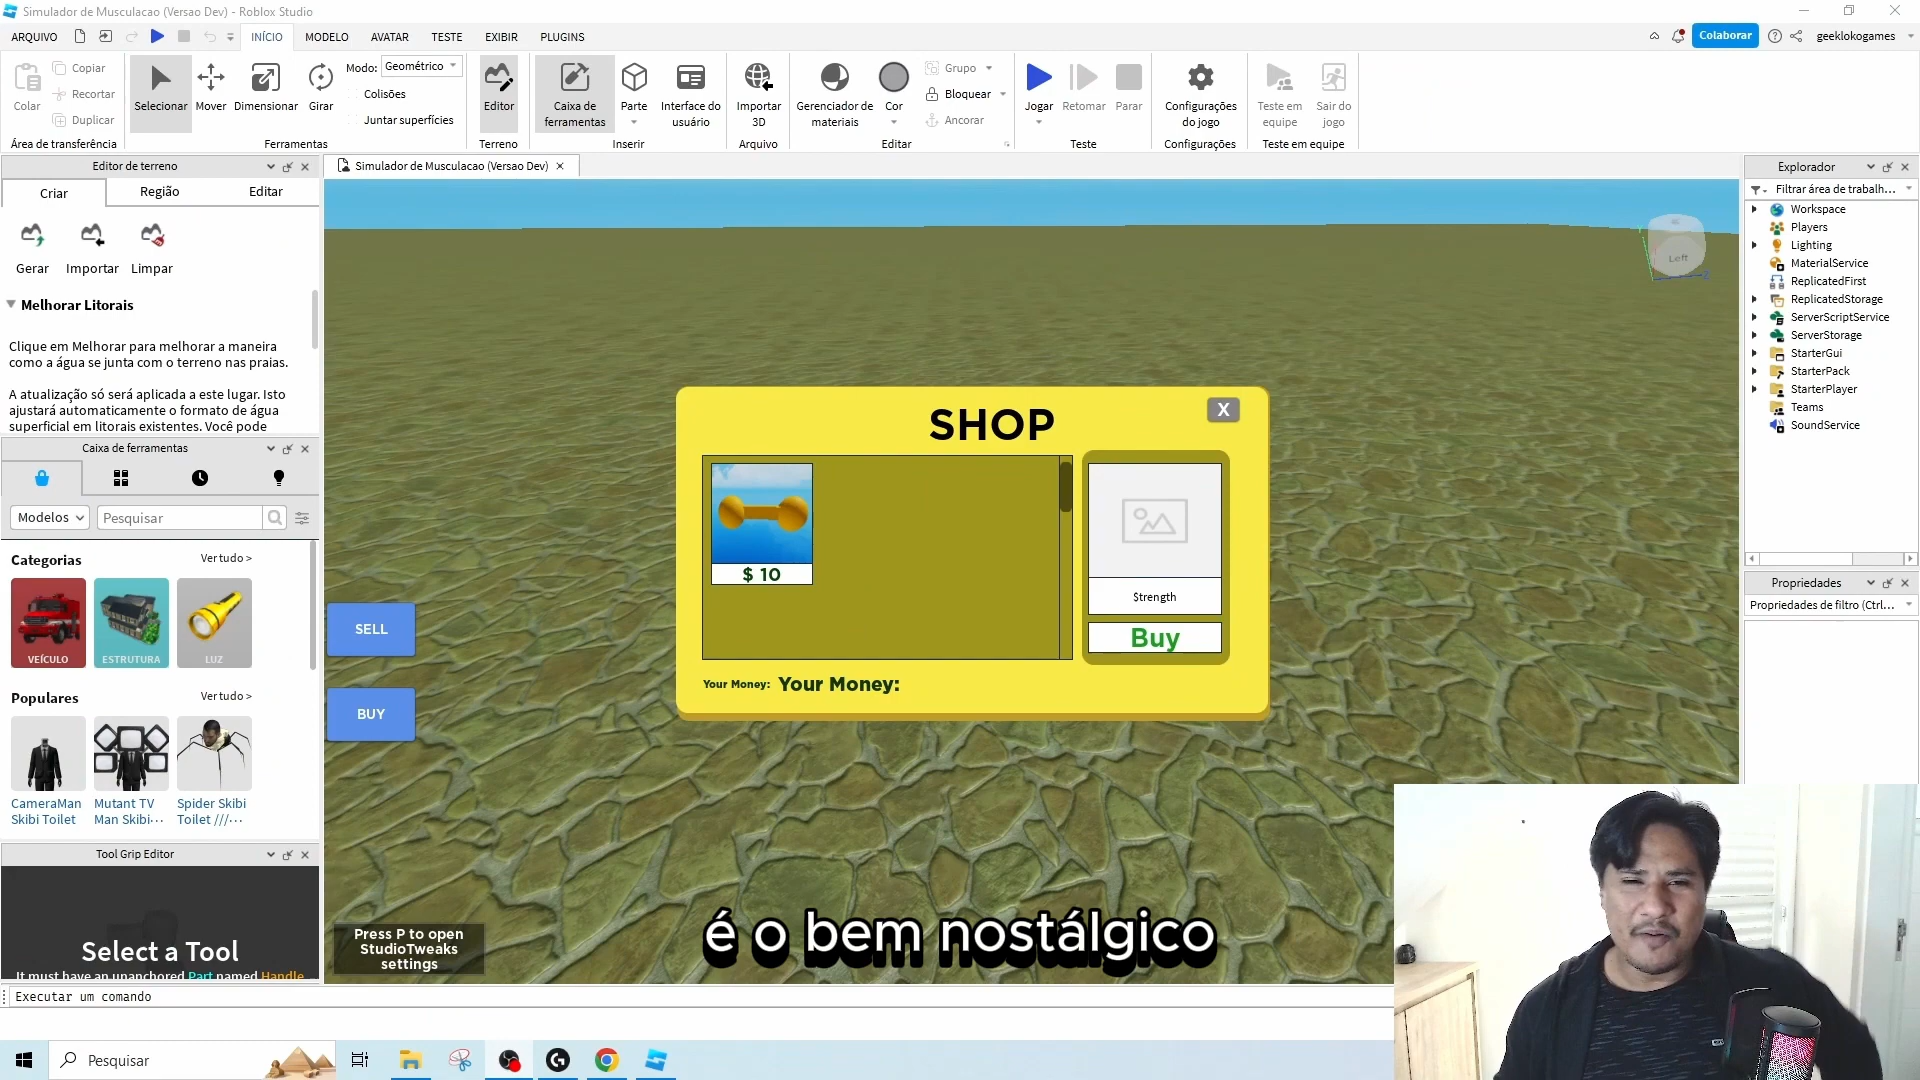 Simulador de Musculacao (Versao Dev) - Roblox Studio
ARQUIVO INÍCIO MODELO AVATAR TESTE EXIBIR PLUGINS
Colaborar geeklokogames
Colar Copiar Recortar Duplicar
Área de transferência
Selecionar Mover Dimensionar Girar
Modo: Geométrico
Colisões
Juntar superfícies
Ferramentas
Editor
Terreno
Caixa de ferramentas
Parte
Interface do usuário
Inserir
Importar 3D
Arquivo
Gerenciador de materiais
Cor
Grupo
Bloquear
Ancorar
Editar
Jogar Retomar Parar
Teste
Configurações do jogo
Configurações
Teste em equipe
Sair do jogo
Teste em equipe
Editor de terreno
Criar Região Editar
Gerar Importar Limpar
Melhorar Litorais
Clique em Melhorar para melhorar a maneira
como a água se junta com o terreno nas praias.
A atualização só será aplicada a este lugar. Isto
ajustará automaticamente o formato de água
superficial em litorais existentes. Você pode
Caixa de ferramentas
Modelos Pesquisar
Categorias Ver tudo >
VEÍCULO ESTRUTURA LUZ
Populares Ver tudo >
CameraMan Skibi Toilet
Mutant TV Man Skibi...
Spider Skibi Toilet ///...
Tool Grip Editor
Select a Tool
It must have an unanchored Part named Handle
Executar um comando
Simulador de Musculacao (Versao Dev)
Left
SHOP
X
$ 10
Strength
Buy
Your Money: Your Money:
SELL
BUY
Press P to open
StudioTweaks
settings
é o bem nostálgico
Explorador
Filtrar área de trabalh...
Workspace
Players
Lighting
MaterialService
ReplicatedFirst
ReplicatedStorage
ServerScriptService
ServerStorage
StarterGui
StarterPack
StarterPlayer
Teams
SoundService
Propriedades
Propriedades de filtro (Ctrl...
Pesquisar